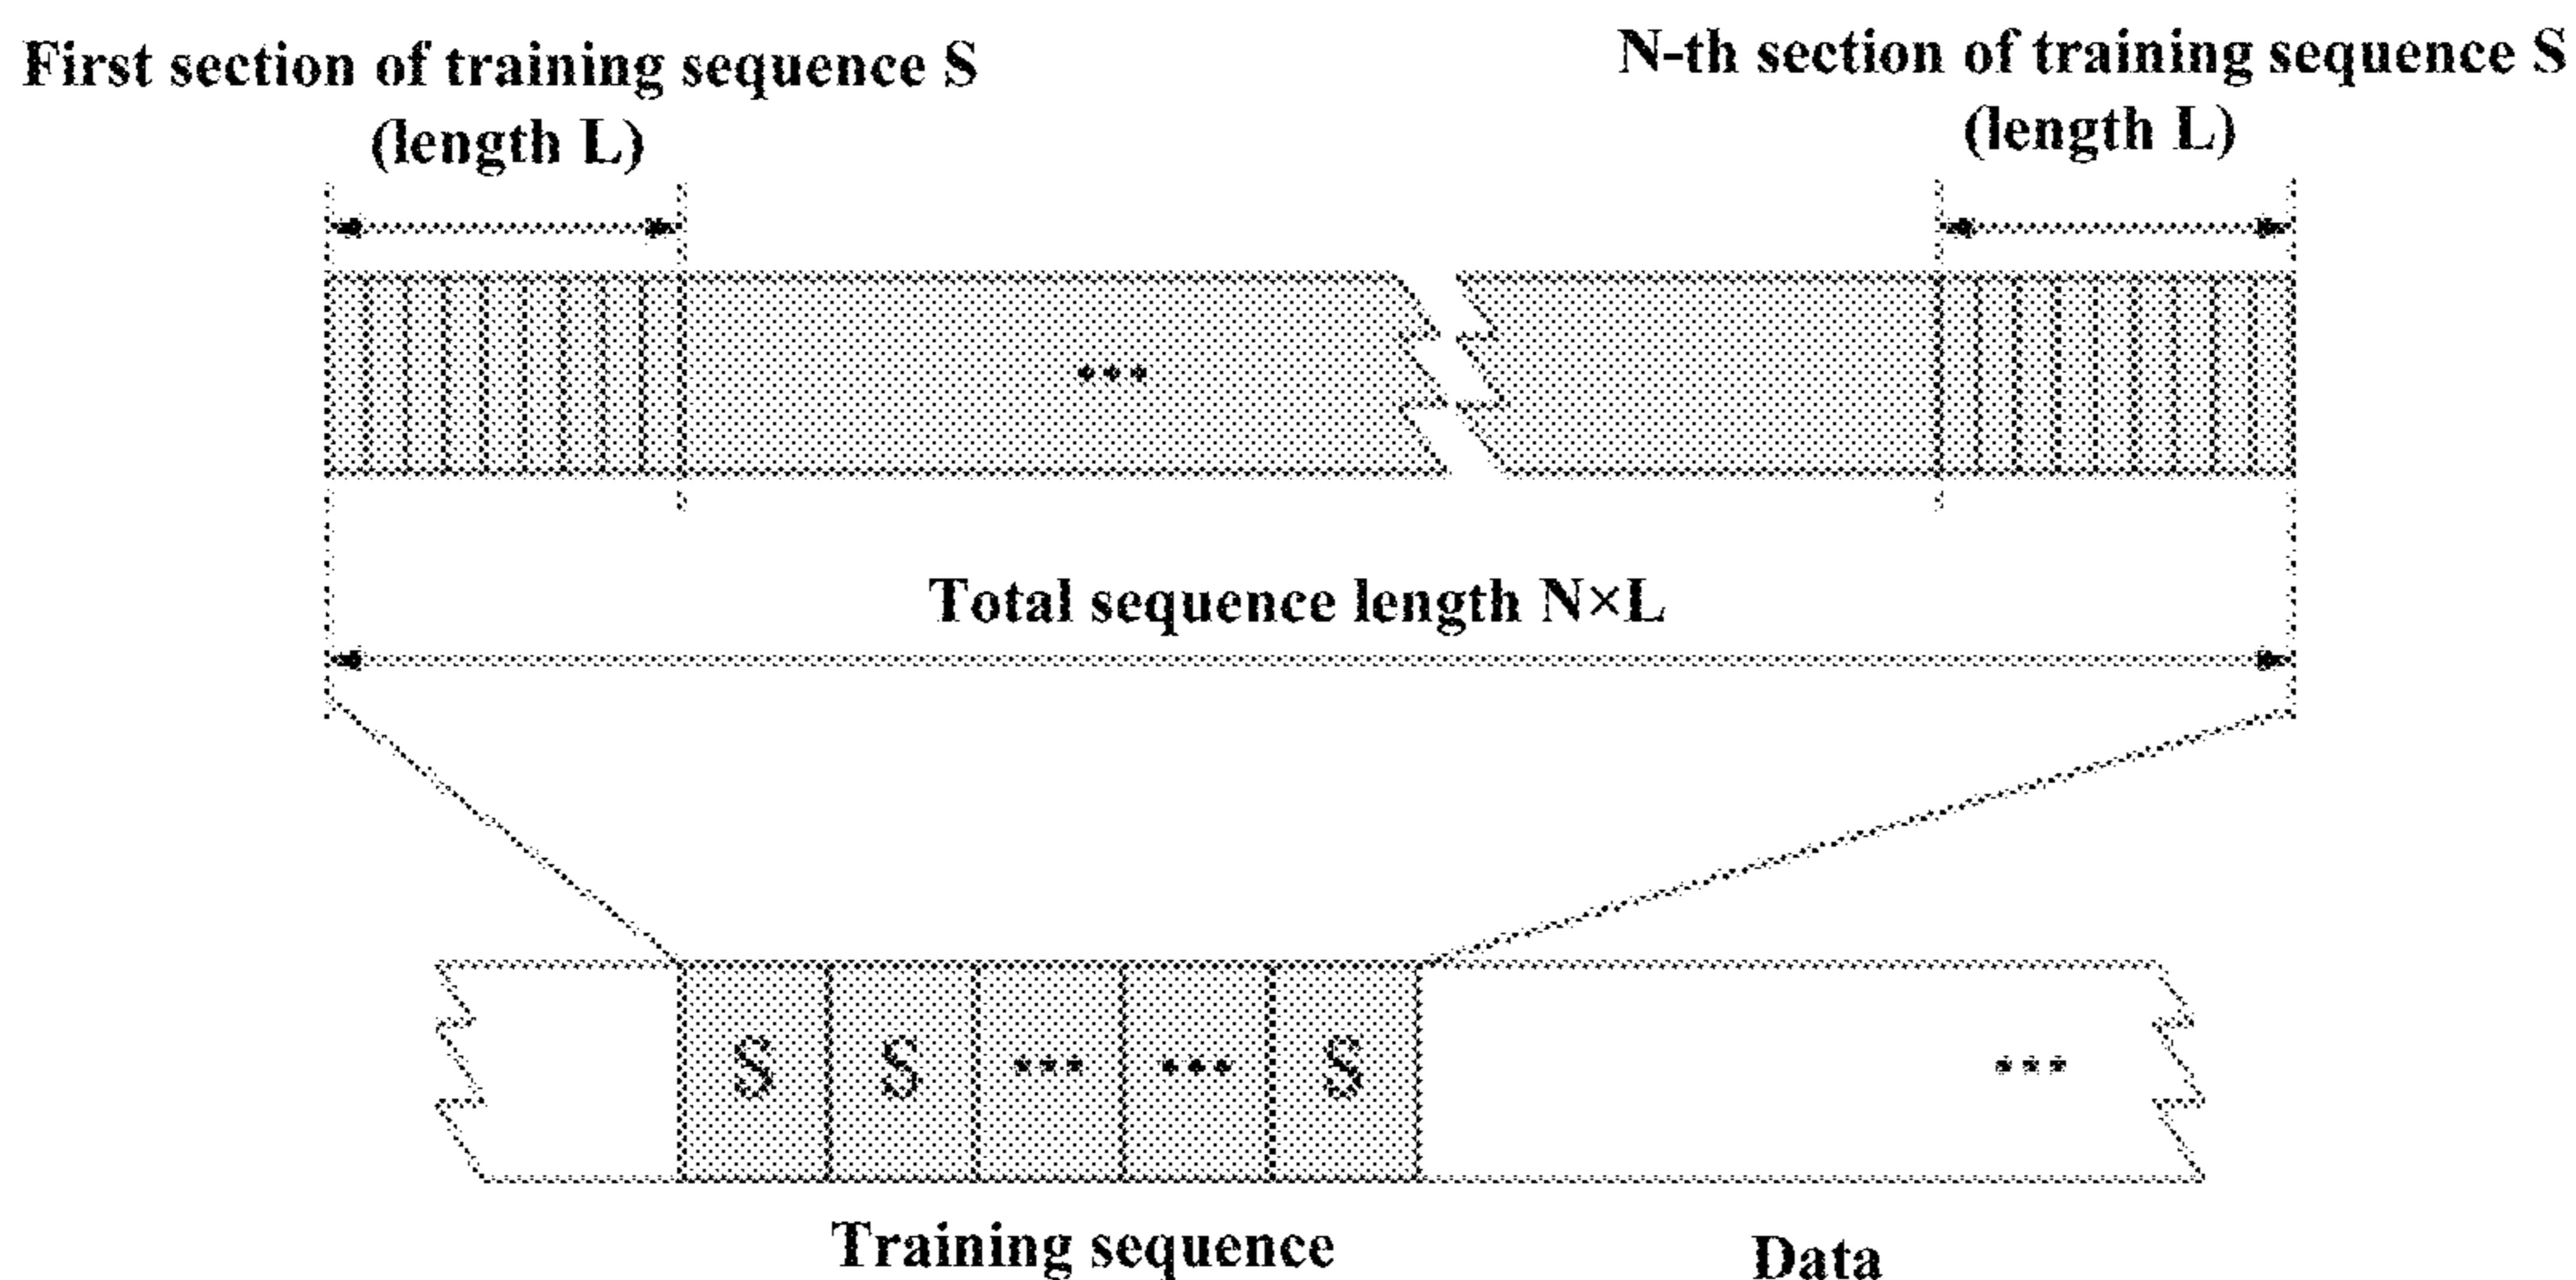 First section of training sequence S
(length L)
N-th section of training sequence S
(length L)
...
Total sequence length N×L
S S ... ... S ...
Training sequence
Data